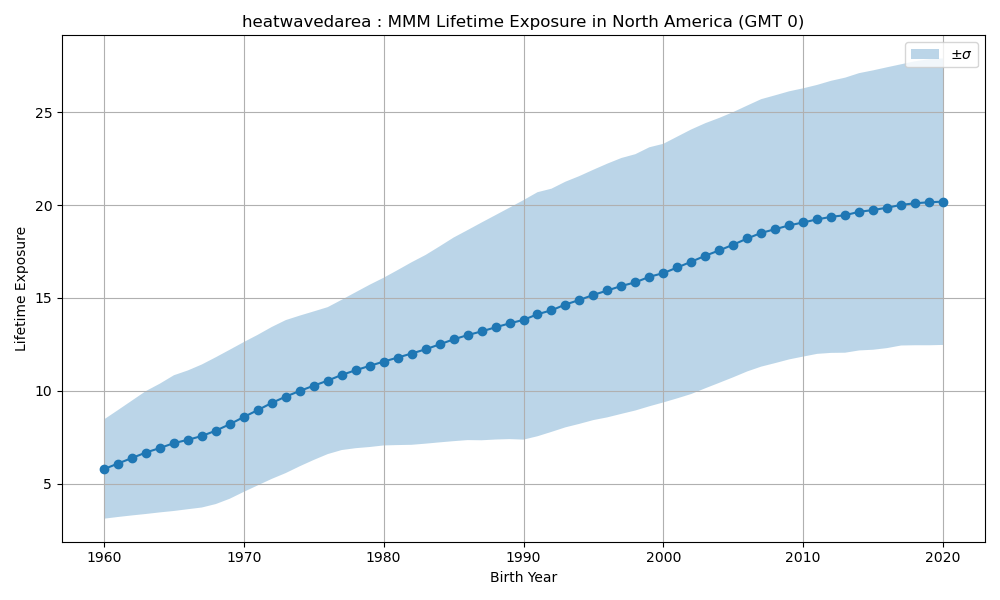 heatwavedarea : MMM Lifetime Exposure in North America (GMT 0)
±σ
Lifetime Exposure
25
20
15
10
5
1960 1970 1980 1990 2000 2010 2020
Birth Year